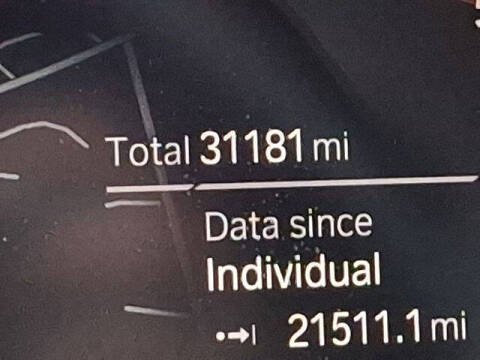 Total 31181 mi
Data since
Individual
21511.1 mi